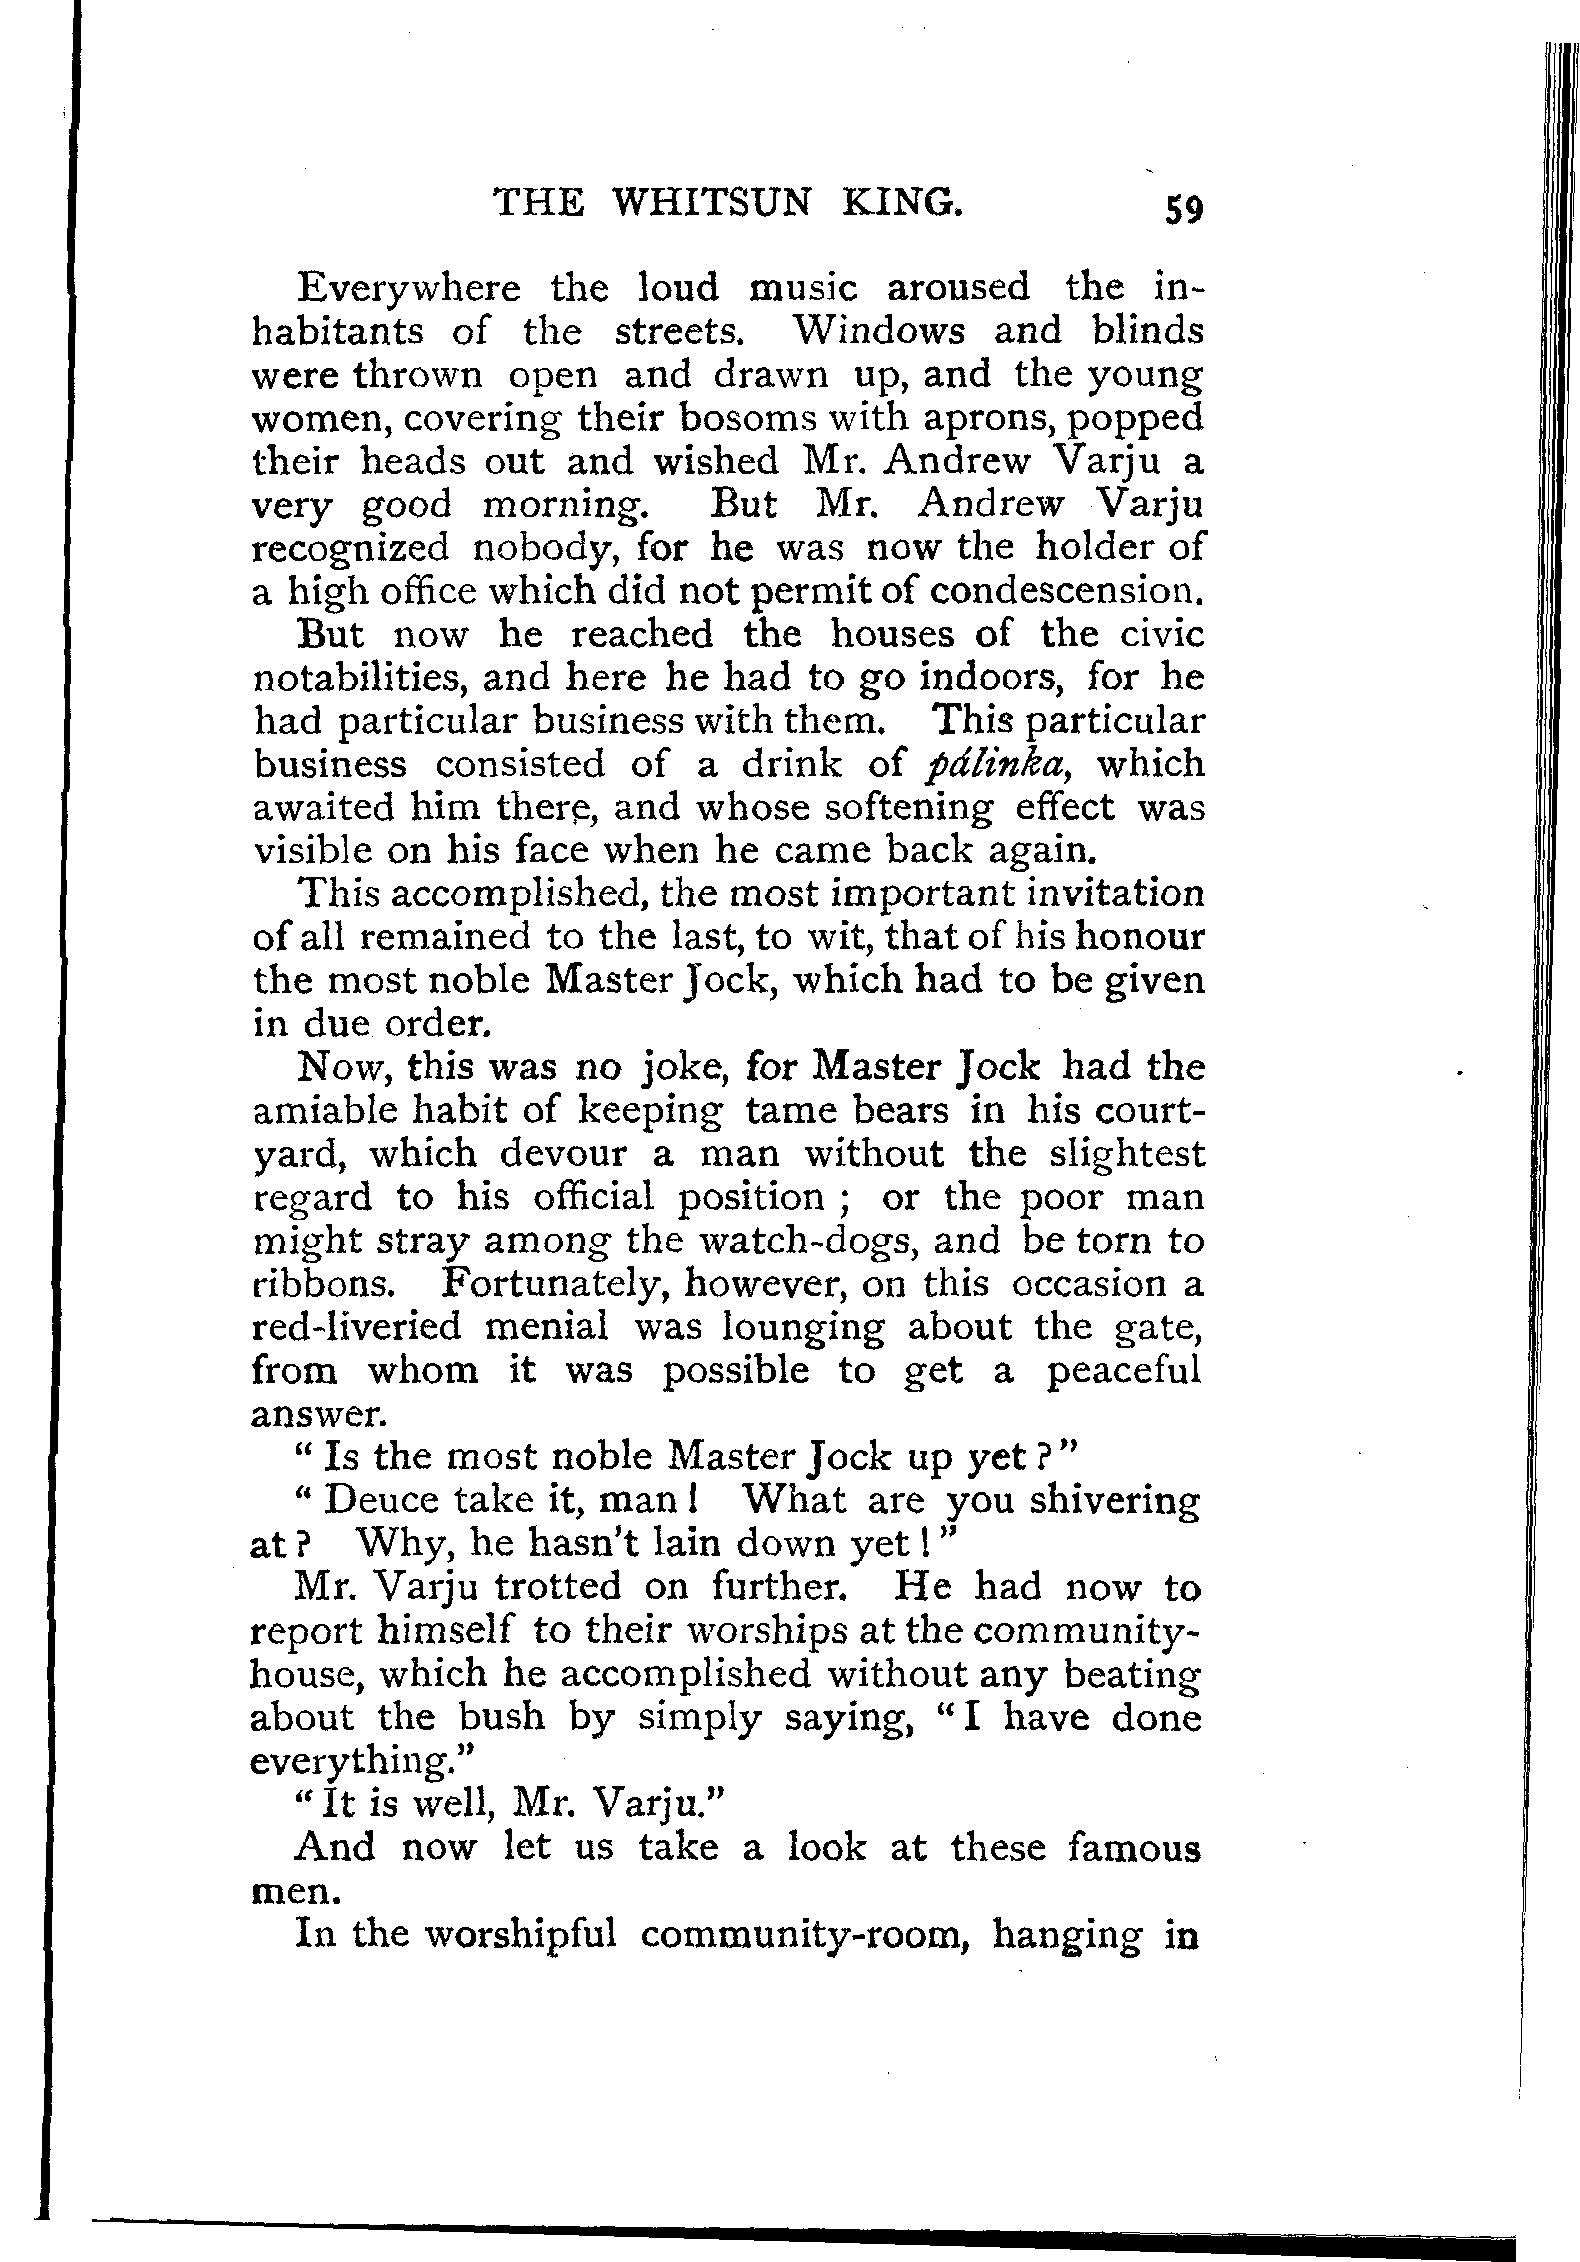 THE WHITSUN KING. 59
Everywhere the loud music aroused the in-
habitants of the streets. Windows and blinds
were thrown open and drawn up, and the young
women, covering their bosoms with aprons, popped
their heads out and wished Mr. Andrew Varju a
very good morning. But Mr. Andrew Varju
recognized nobody, for he was now the holder of
a high office which did not permit of condescension.
But now he reached the houses of the civic
notabilities, and here he had to go indoors, for he
had particular business with them. This particular
business consisted of a drink of pálinka, which
awaited him there, and whose softening effect was
visible on his face when he came back again.
This accomplished, the most important invitation
of all remained to the last, to wit, that of his honour
the most noble Master Jock, which had to be given
in due order.
Now, this was no joke, for Master Jock had the
amiable habit of keeping tame bears in his court-
yard, which devour a man without the slightest
regard to his official position ; or the poor man
might stray among the watch-dogs, and be torn to
ribbons. Fortunately, however, on this occasion a
red-liveried menial was lounging about the gate,
from whom it was possible to get a peaceful
answer.
“ Is the most noble Master Jock up yet ?”
“ Deuce take it, man ! What are you shivering
at ? Why, he hasn't lain down yet ! ”
Mr. Varju trotted on further. He had now to
report himself to their worships at the community-
house, which he accomplished without any beating
about the bush by simply saying, “ I have done
everything.”
“ It is well, Mr. Varju.”
And now let us take a look at these famous
men.
In the worshipful community-room, hanging in